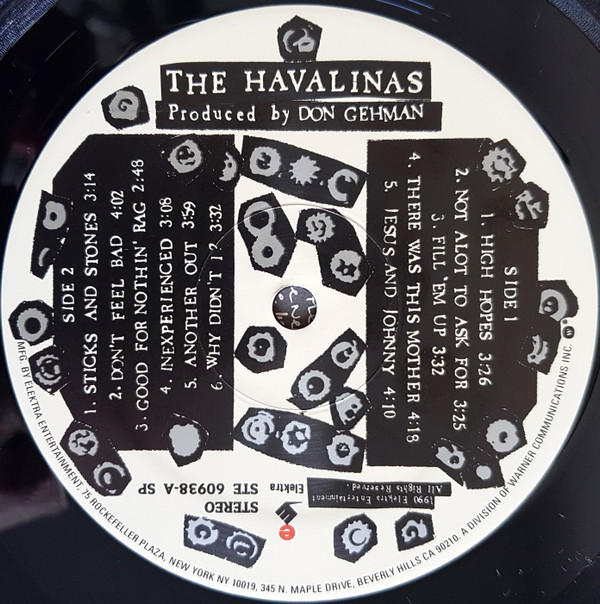 THE HAVALINAS
Produced by DON GEHMAN
SIDE 1
1. HIGH HOPES 3:26
2. NOT ALOT TO ASK FOR 3:25
3. FILL 'EM UP 3:32
4. THERE WAS THIS MOTHER 4:18
5. JESUS AND JOHNNY 4:10
SIDE 2
1. STICKS AND STONES 3:14
2. DON'T FEEL BAD 4:02
3. GOOD FOR NOTHIN' RAG 2:48
4. INEXPERIENCED 3:08
5. ANOTHER OUT 3:59
6. WHY DIDN'T I? 3:32
STEREO
STE 60938-A SP
Elektra
1990 Elektra Entertainment
All Rights Reserved.
MFG. BY ELEKTRA ENTERTAINMENT, 75 ROCKEFELLER PLAZA, NEW YORK NY 10019, 345 N. MAPLE DRIVE, BEVERLY HILLS CA 90210. A DIVISION OF WARNER COMMUNICATIONS INC.